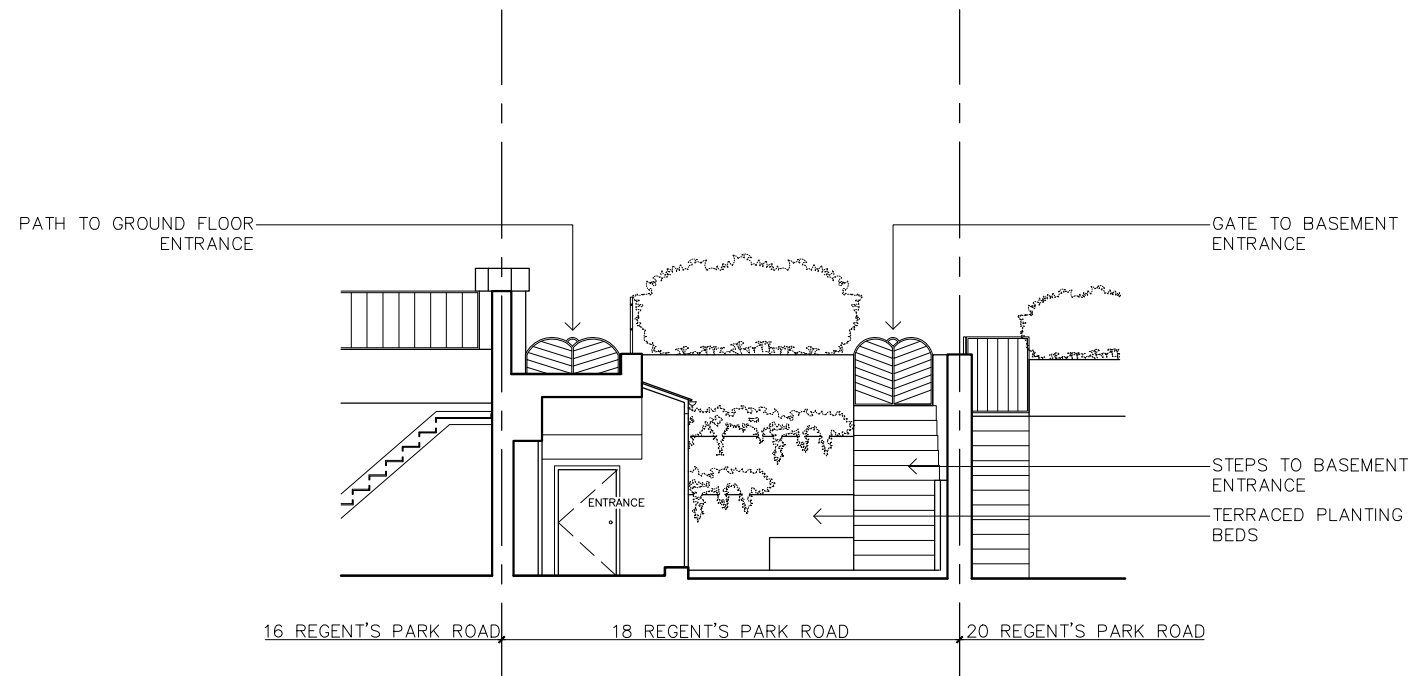 PATH TO GROUND FLOOR
ENTRANCE
GATE TO BASEMENT
ENTRANCE
ENTRANCE
STEPS TO BASEMENT
ENTRANCE
TERRACED PLANTING
BEDS
16 REGENT'S PARK ROAD
18 REGENT'S PARK ROAD
20 REGENT'S PARK ROAD